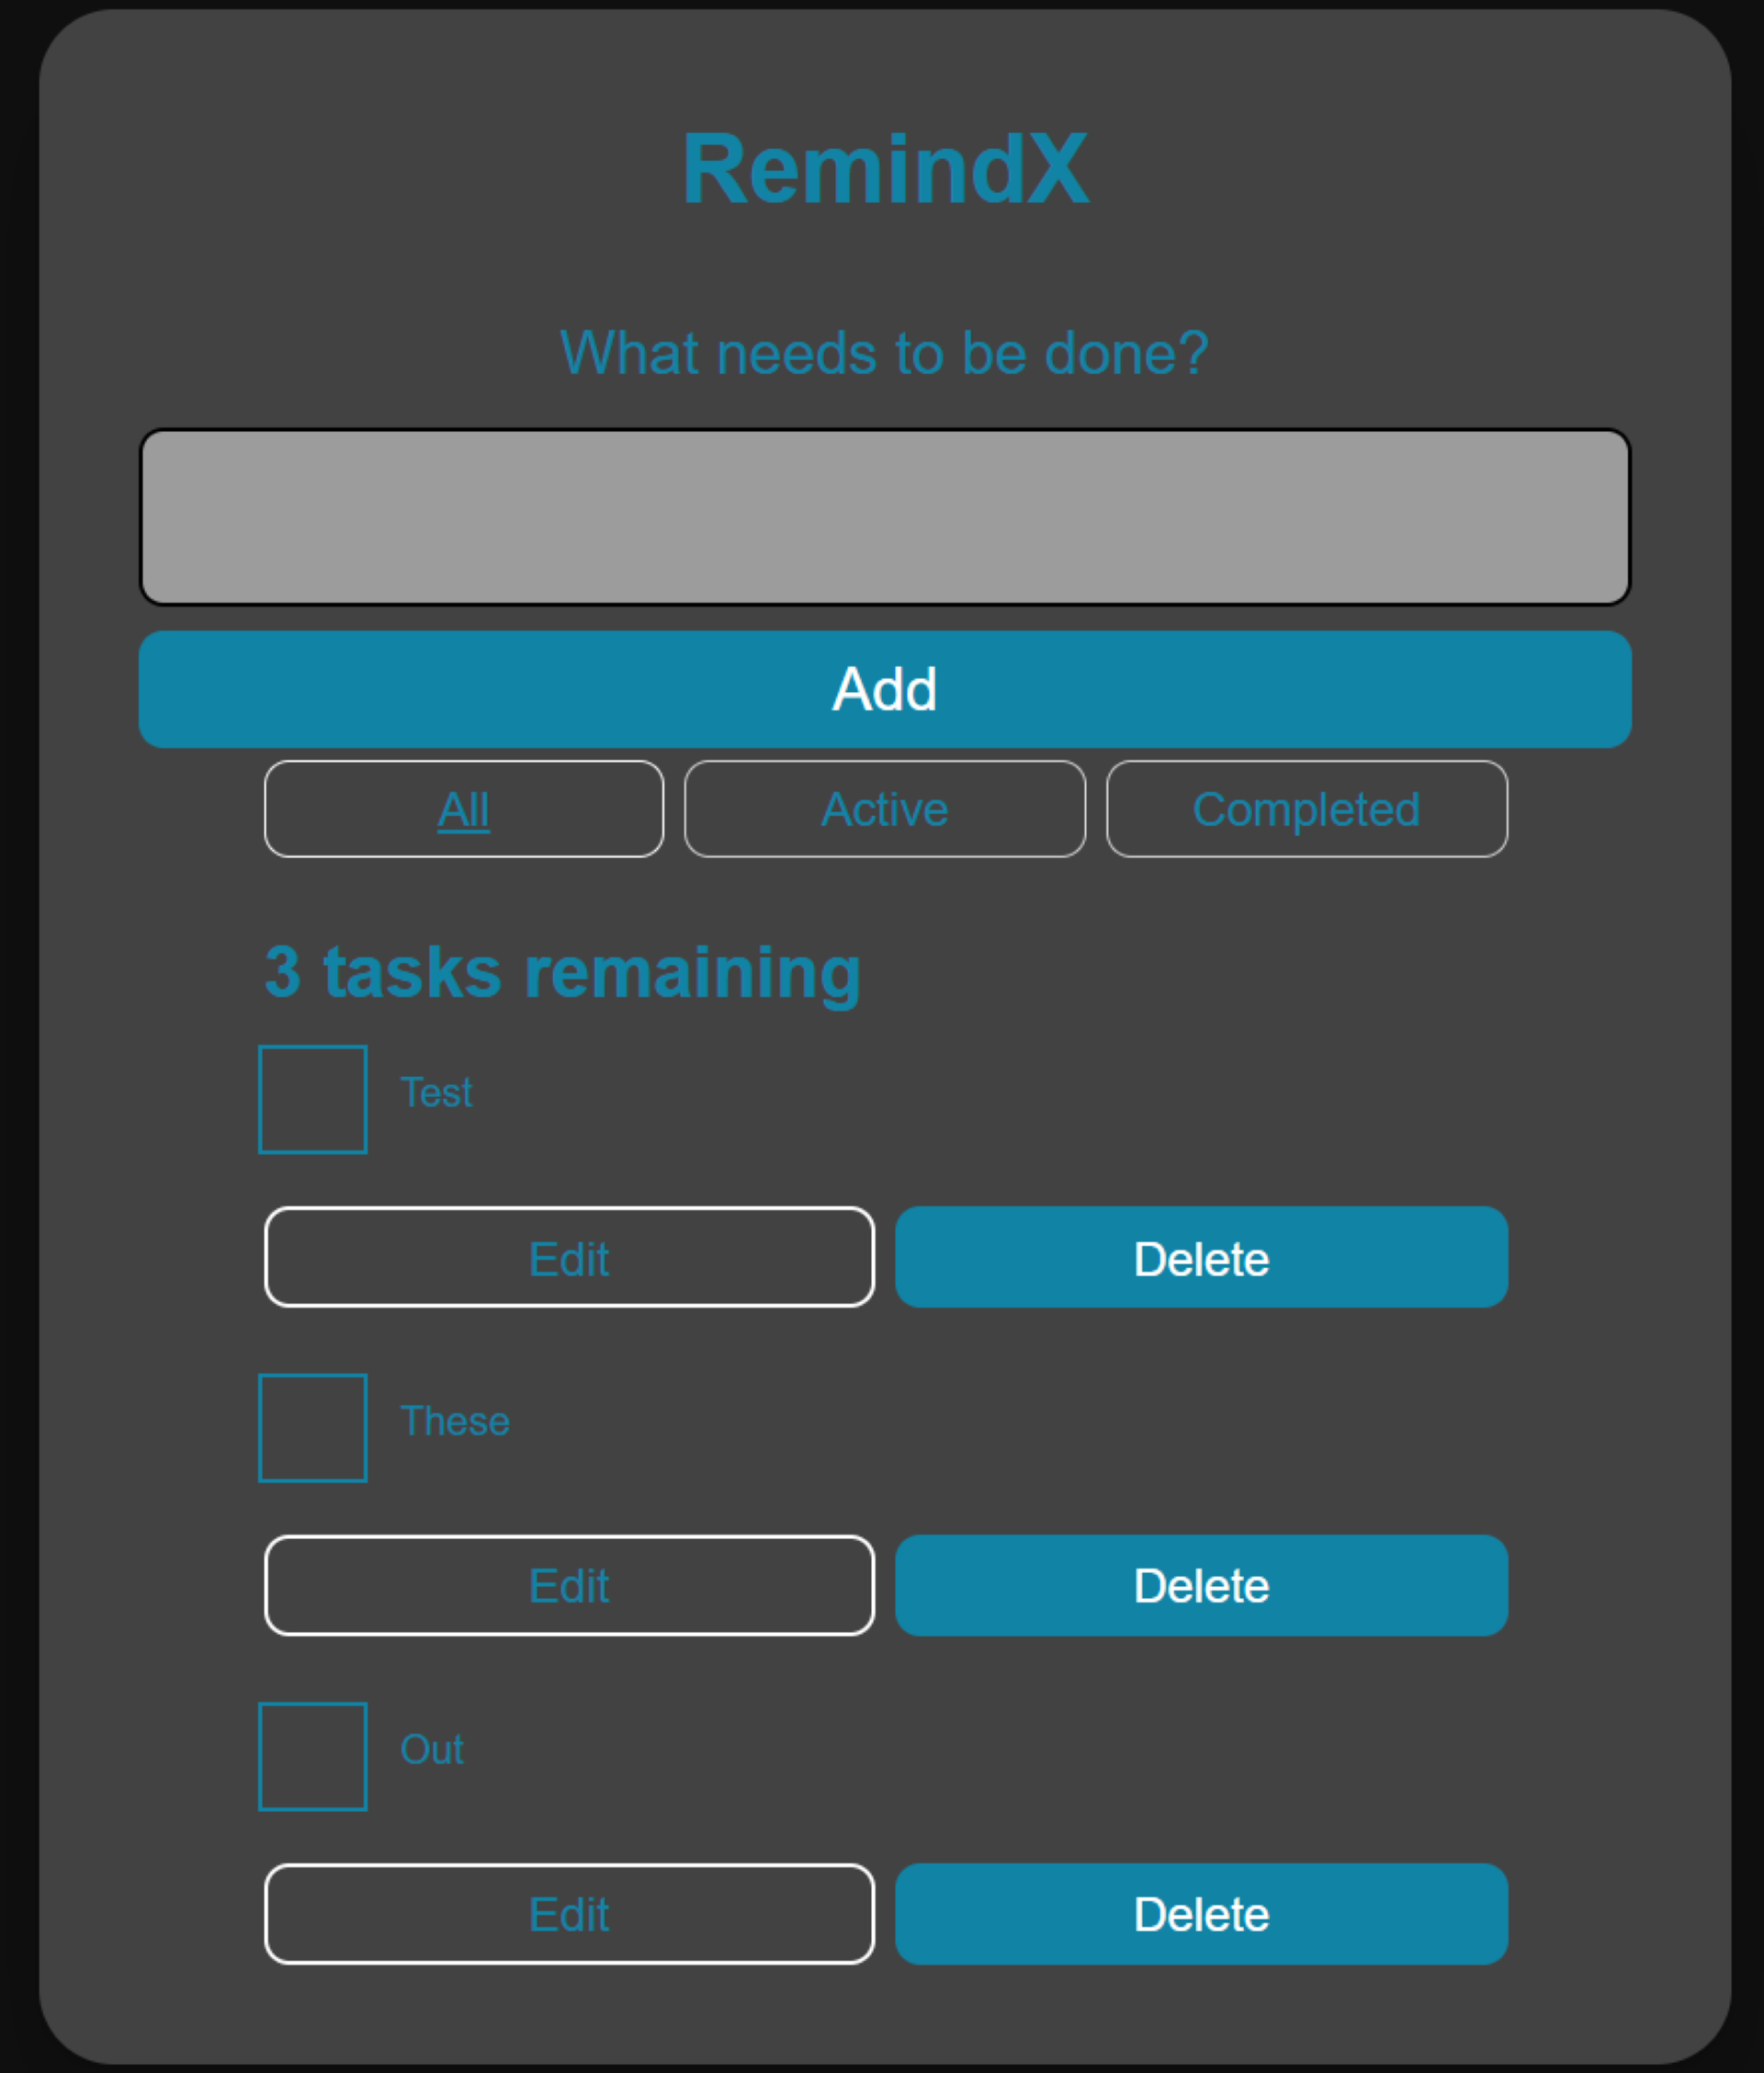 RemindX
What needs to be done?
Add
All Active Completed
3 tasks remaining
Test
Edit Delete
These
Edit Delete
Out
Edit Delete